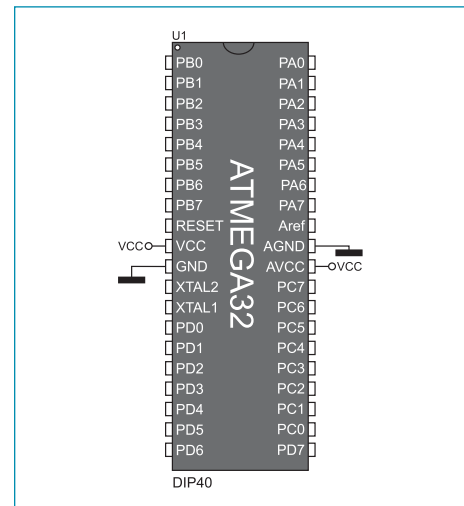 U1
PB0 PA0
PB1 PA1
PB2 PA2
PB3 PA3
PB4 PA4
PB5 PA5
PB6 PA6
PB7 PA7
RESET Aref
VCC VCC AGND
GND AVCC VCC
XTAL2 PC7
XTAL1 PC6
PD0 PC5
PD1 PC4
PD2 PC3
PD3 PC2
PD4 PC1
PD5 PC0
PD6 PD7
ATMEGA32
DIP40